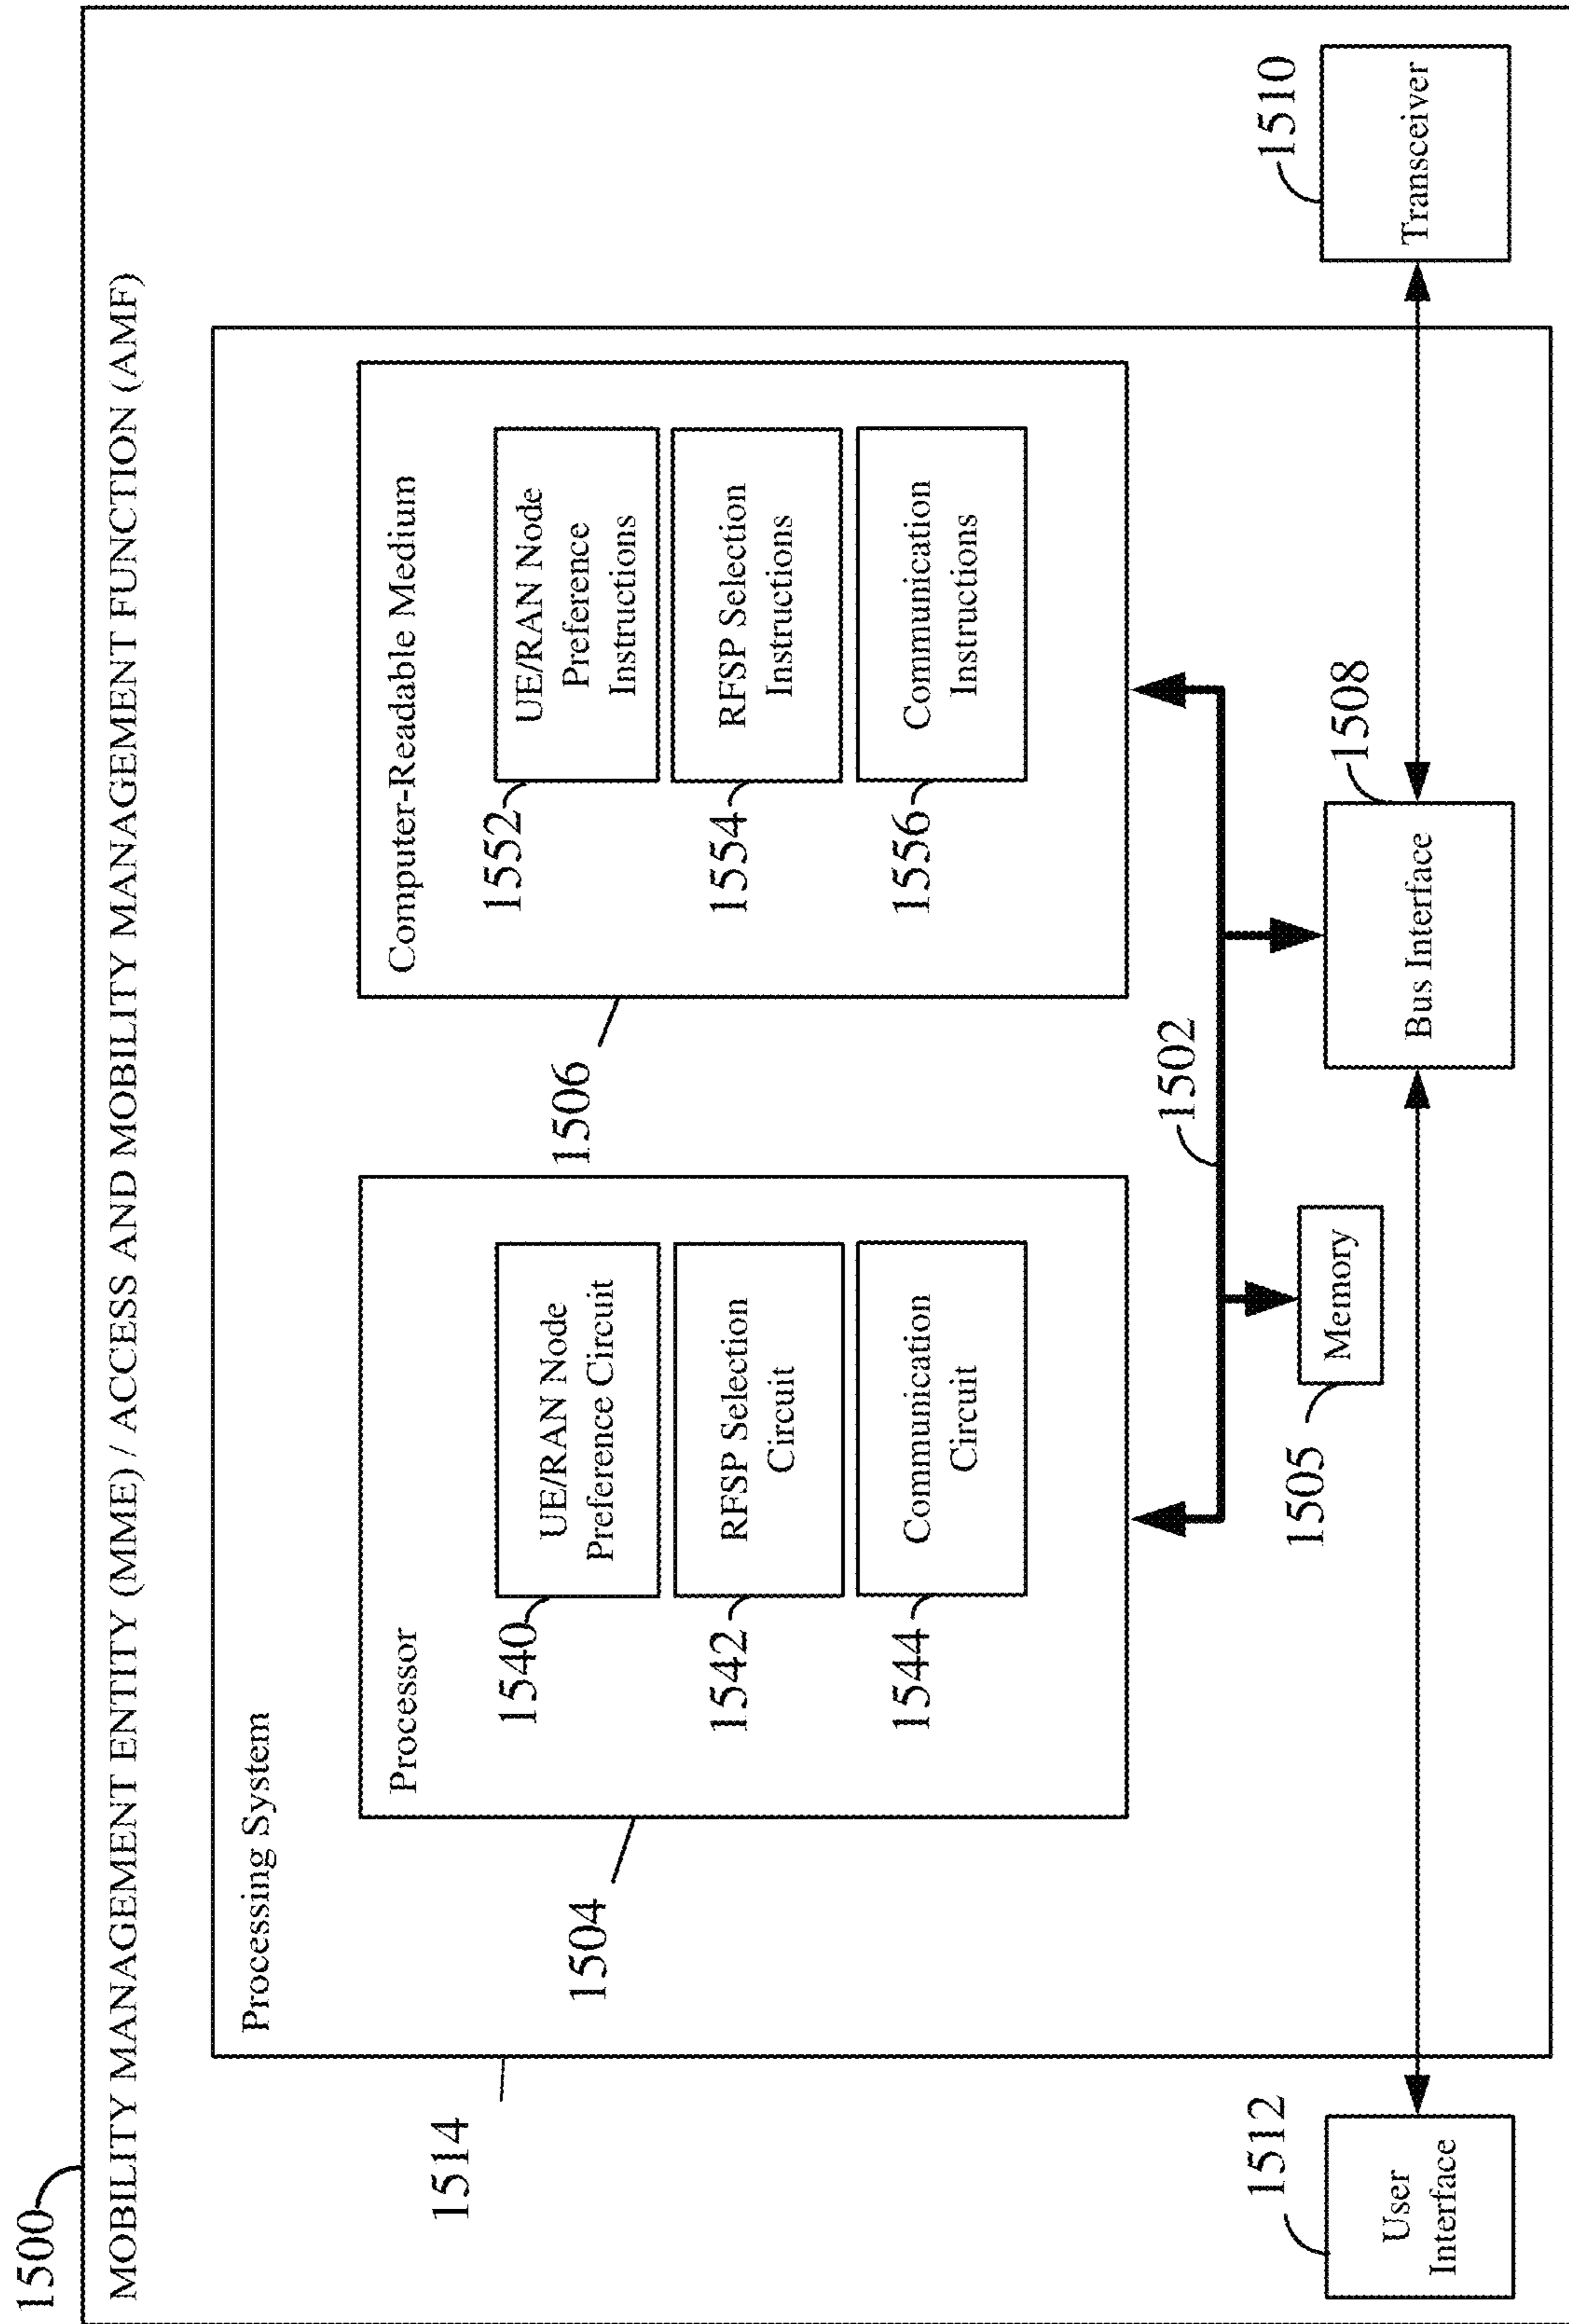 1500
MOBILITY MANAGEMENT ENTITY (MME) / ACCESS AND MOBILITY MANAGEMENT FUNCTION (AMF)
1514
Processing System
1504
Processor
1540
UE/RAN Node
Preference Circuit
1542
RFSP Selection
Circuit
1544
Communication
Circuit
1506
Computer-Readable Medium
1552
UE/RAN Node
Preference
Instructions
1554
RFSP Selection
Instructions
1556
Communication
Instructions
1502
1505
Memory
1508
Bus Interface
1512
User
Interface
1510
Transceiver